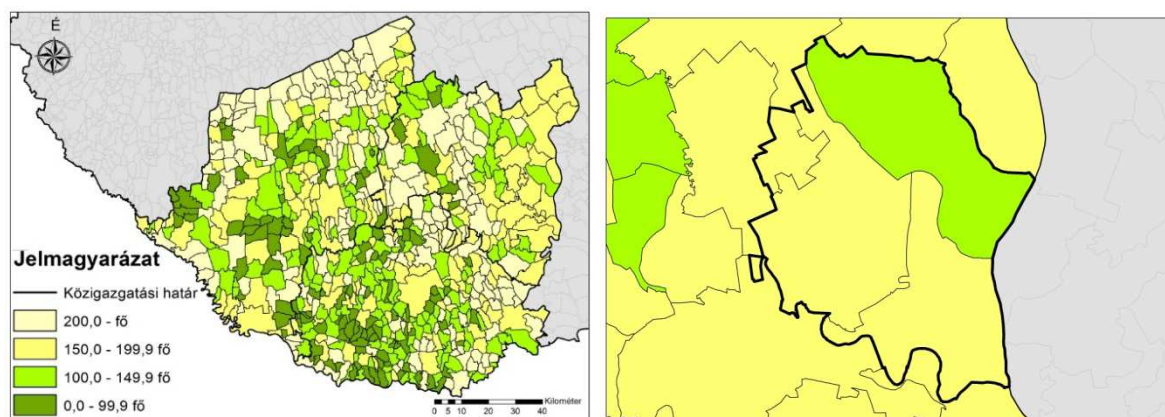 É
Jelmagyarázat
Közigazgatási határ
200,0 - fő
150,0 - 199,9 fő
100,0 - 149,9 fő
0,0 - 99,9 fő
Kilométer
0 5 10 20 30 40